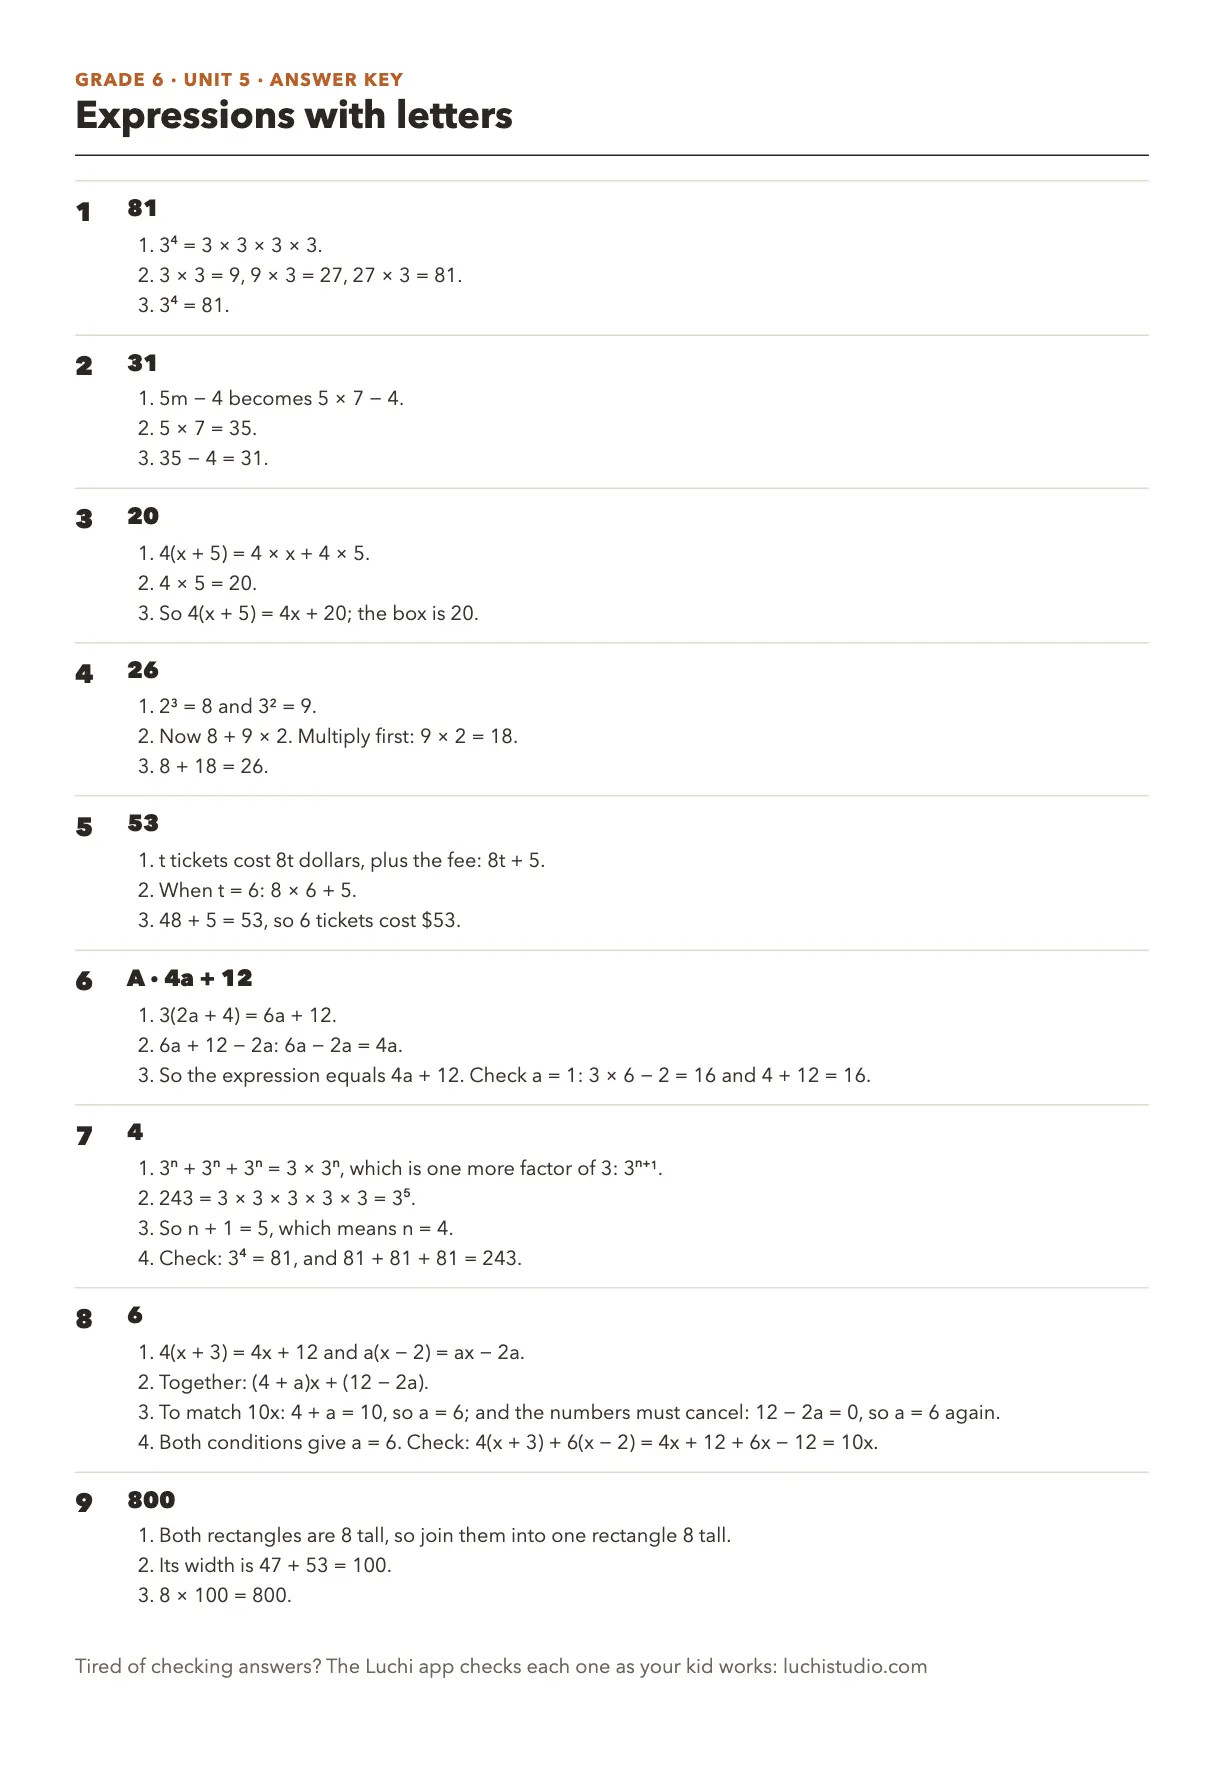 GRADE 6 · UNIT 5 · ANSWER KEY
Expressions with letters
1 81
1. 3⁴ = 3 × 3 × 3 × 3.
2. 3 × 3 = 9, 9 × 3 = 27, 27 × 3 = 81.
3. 3⁴ = 81.
2 31
1. 5m − 4 becomes 5 × 7 − 4.
2. 5 × 7 = 35.
3. 35 − 4 = 31.
3 20
1. 4(x + 5) = 4 × x + 4 × 5.
2. 4 × 5 = 20.
3. So 4(x + 5) = 4x + 20; the box is 20.
4 26
1. 2³ = 8 and 3² = 9.
2. Now 8 + 9 × 2. Multiply first: 9 × 2 = 18.
3. 8 + 18 = 26.
5 53
1. t tickets cost 8t dollars, plus the fee: 8t + 5.
2. When t = 6: 8 × 6 + 5.
3. 48 + 5 = 53, so 6 tickets cost $53.
6 A · 4a + 12
1. 3(2a + 4) = 6a + 12.
2. 6a + 12 − 2a: 6a − 2a = 4a.
3. So the expression equals 4a + 12. Check a = 1: 3 × 6 − 2 = 16 and 4 + 12 = 16.
7 4
1. 3ⁿ + 3ⁿ + 3ⁿ = 3 × 3ⁿ, which is one more factor of 3: 3ⁿ⁺¹.
2. 243 = 3 × 3 × 3 × 3 × 3 = 3⁵.
3. So n + 1 = 5, which means n = 4.
4. Check: 3⁴ = 81, and 81 + 81 + 81 = 243.
8 6
1. 4(x + 3) = 4x + 12 and a(x − 2) = ax − 2a.
2. Together: (4 + a)x + (12 − 2a).
3. To match 10x: 4 + a = 10, so a = 6; and the numbers must cancel: 12 − 2a = 0, so a = 6 again.
4. Both conditions give a = 6. Check: 4(x + 3) + 6(x − 2) = 4x + 12 + 6x − 12 = 10x.
9 800
1. Both rectangles are 8 tall, so join them into one rectangle 8 tall.
2. Its width is 47 + 53 = 100.
3. 8 × 100 = 800.
Tired of checking answers? The Luchi app checks each one as your kid works: luchistudio.com